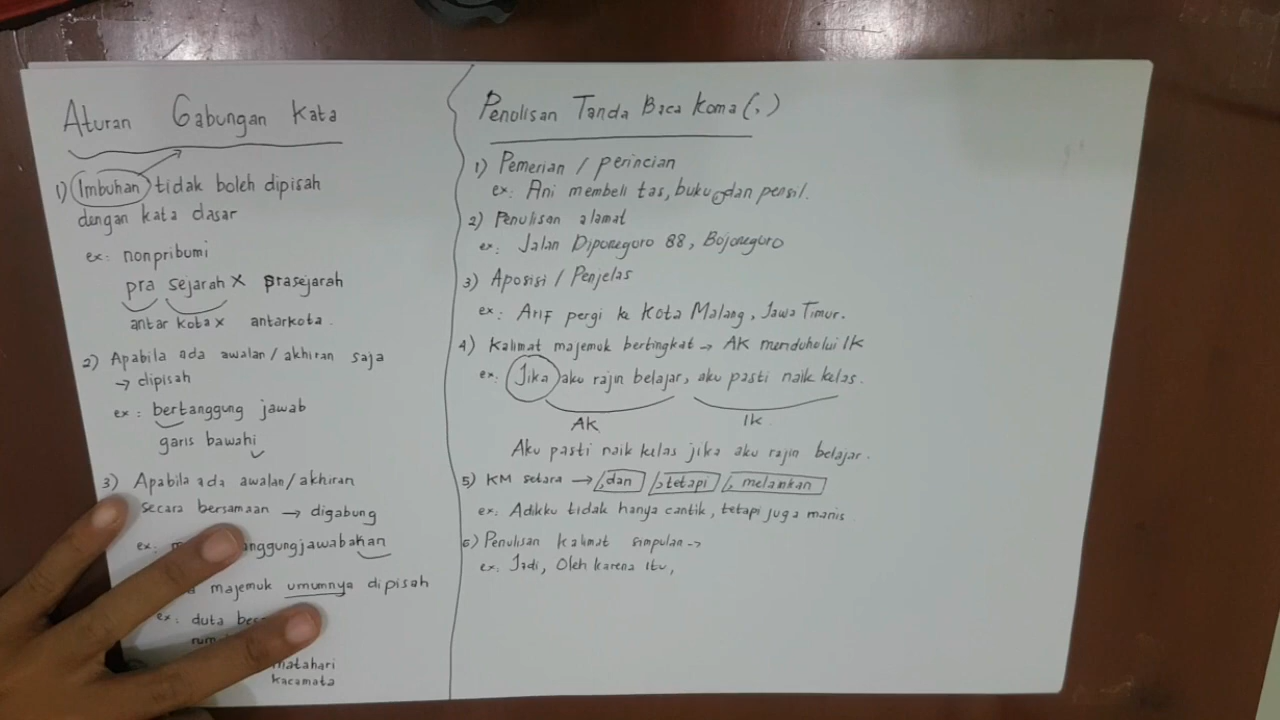 Aturan Gabungan Kata
1) Imbuhan tidak boleh dipisah
dengan kata dasar
ex: nonpribumi
pra sejarah X prasejarah
antar kota X antarkota.
2) Apabila ada awalan/akhiran saja
→ dipisah
ex: bertanggung jawab
garis bawahi
3) Apabila ada awalan/akhiran
secara bersamaan → digabung
ex:
majemuk umumnya dipisah
ex: duta
matahari
kacamata
Penulisan Tanda Baca Koma (,)
1) Pemerian / perincian
ex: Ani membeli tas, buku, dan pensil.
2) Penulisan alamat
ex: Jalan Diponegoro 88, Bojonegoro
3) Aposisi / Penjelas
ex: Arif pergi ke Kota Malang, Jawa Timur.
4) Kalimat majemuk bertingkat → AK menduholui IK
ex: Jika aku rajin belajar, aku pasti naik kelas.
AK IK
Aku pasti naik kelas jika aku rajin belajar.
5) KM setara → , dan / , tetapi / , melainkan
ex: Adikku tidak hanya cantik, tetapi juga manis
6) Penulisan kalimat simpulan →
ex: Jadi, Oleh karena itu,